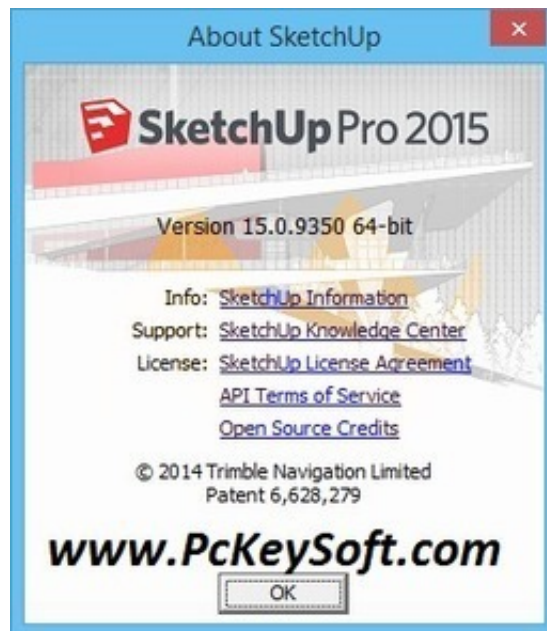 About SketchUp
SketchUp Pro 2015
Version 15.0.9350 64-bit
Info: SketchUp Information
Support: SketchUp Knowledge Center
License: SketchUp License Agreement
API Terms of Service
Open Source Credits
© 2014 Trimble Navigation Limited
Patent 6,628,279
www.PcKeySoft.com
OK